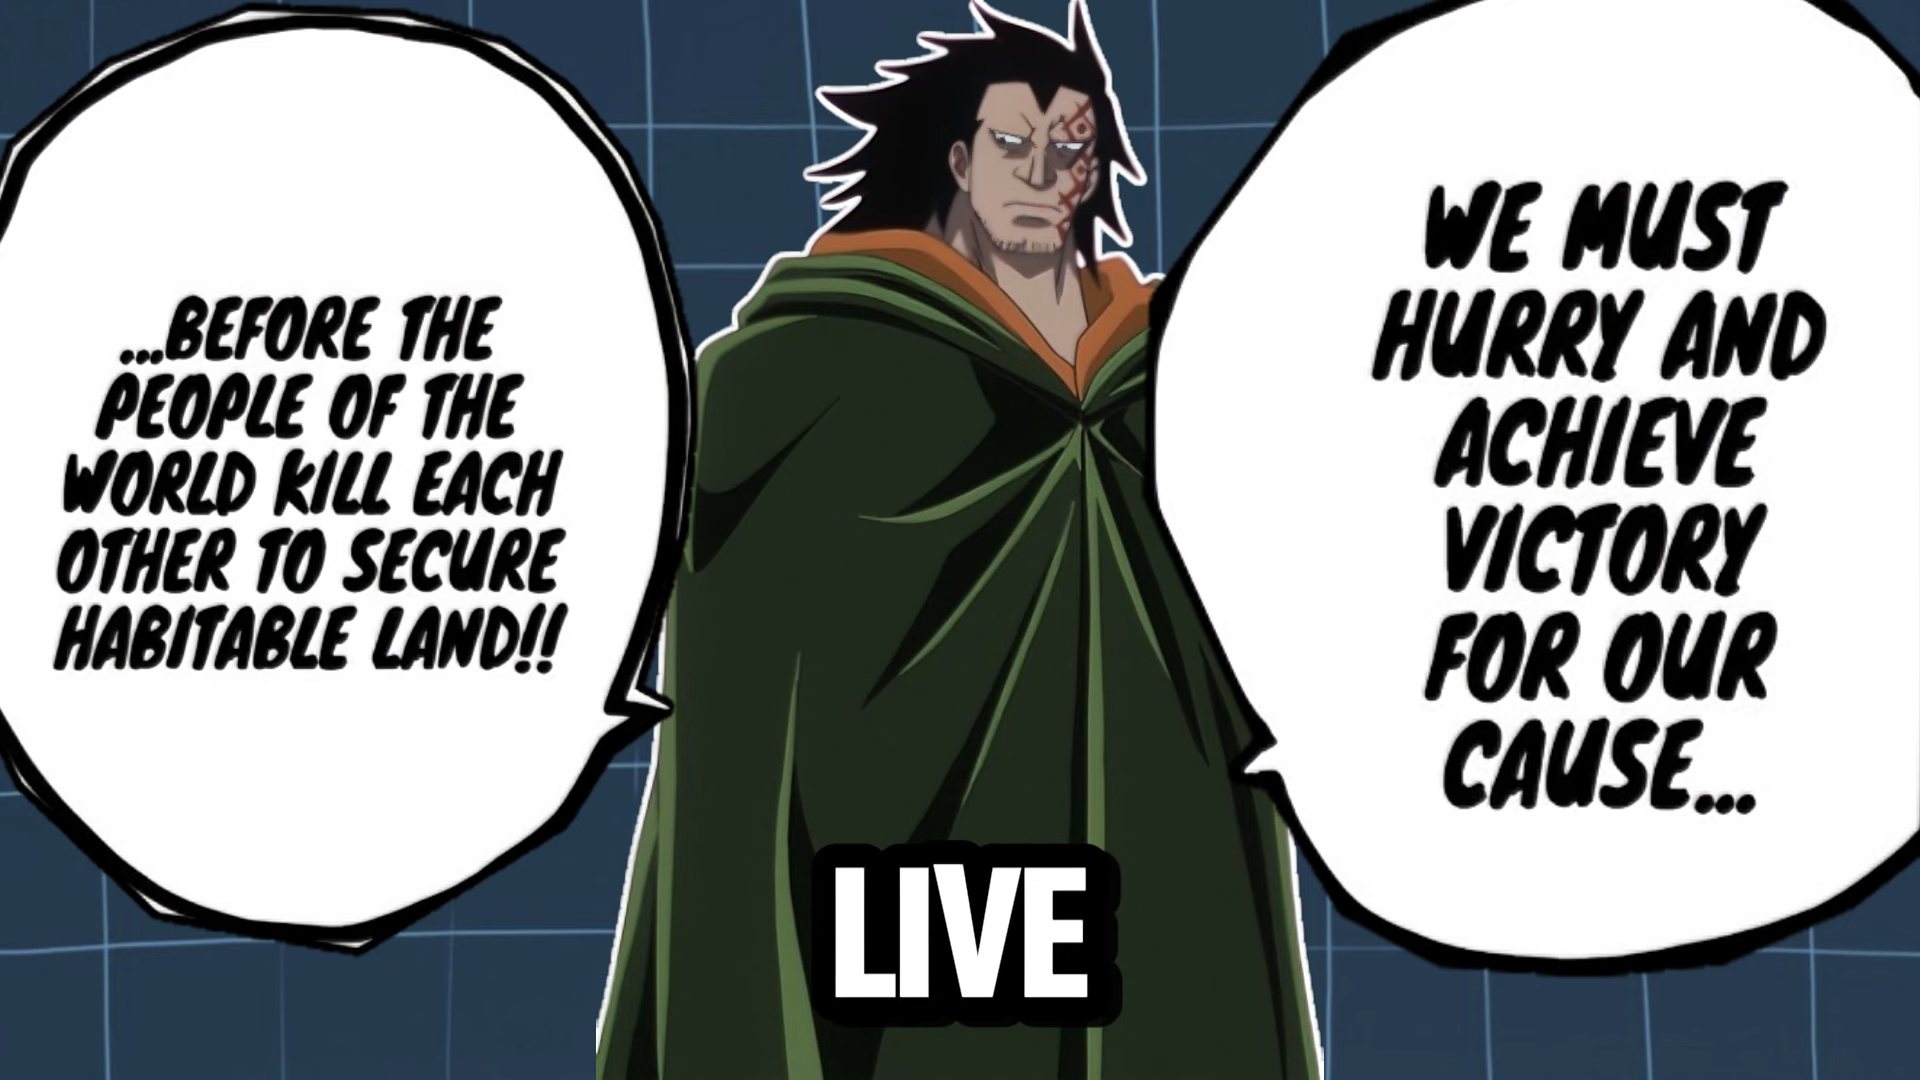 WE MUST
HURRY AND
ACHIEVE
VICTORY
FOR OUR
CAUSE...
...BEFORE THE
PEOPLE OF THE
WORLD KILL EACH
OTHER TO SECURE
HABITABLE LAND!!
LIVE